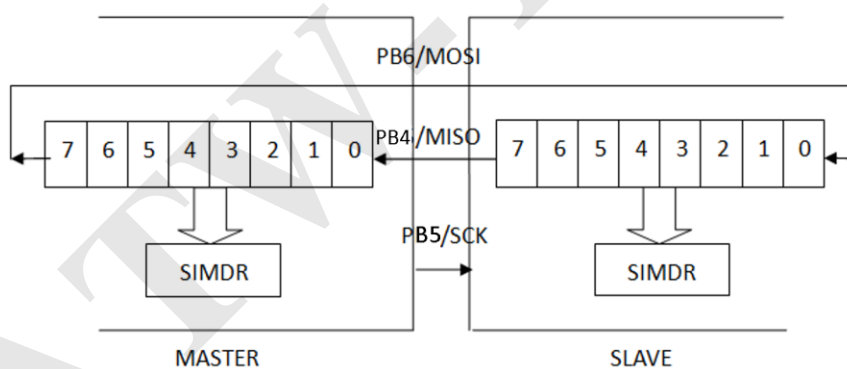 PB6/MOSI
7 6 5 4 3 2 1 0
PB4/MISO
7 6 5 4 3 2 1 0
PB5/SCK
SIMDR
SIMDR
MASTER
SLAVE